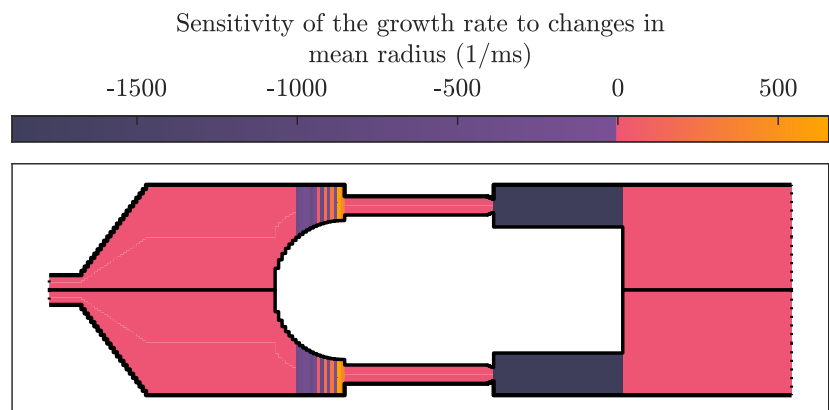 Sensitivity of the growth rate to changes in
mean radius (1/ms)
-1500 -1000 -500 0 500